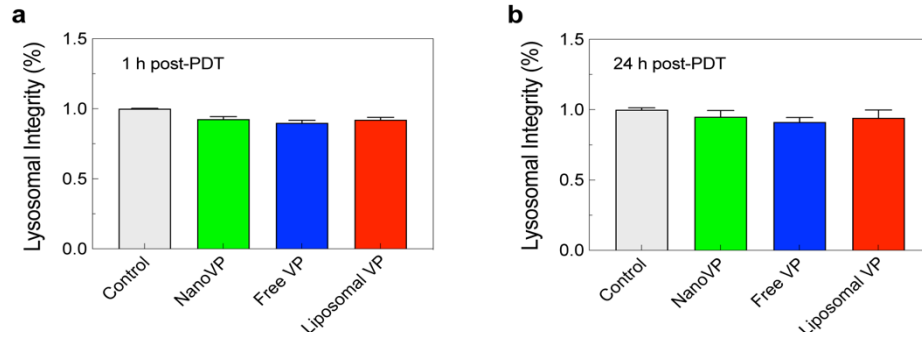 a
1 h post-PDT
Lysosomal Integrity (%)
1.5
1.0
0.5
0.0
Control
NanoVP
Free VP
Liposomal VP
b
24 h post-PDT
Lysosomal Integrity (%)
1.5
1.0
0.5
0.0
Control
NanoVP
Free VP
Liposomal VP